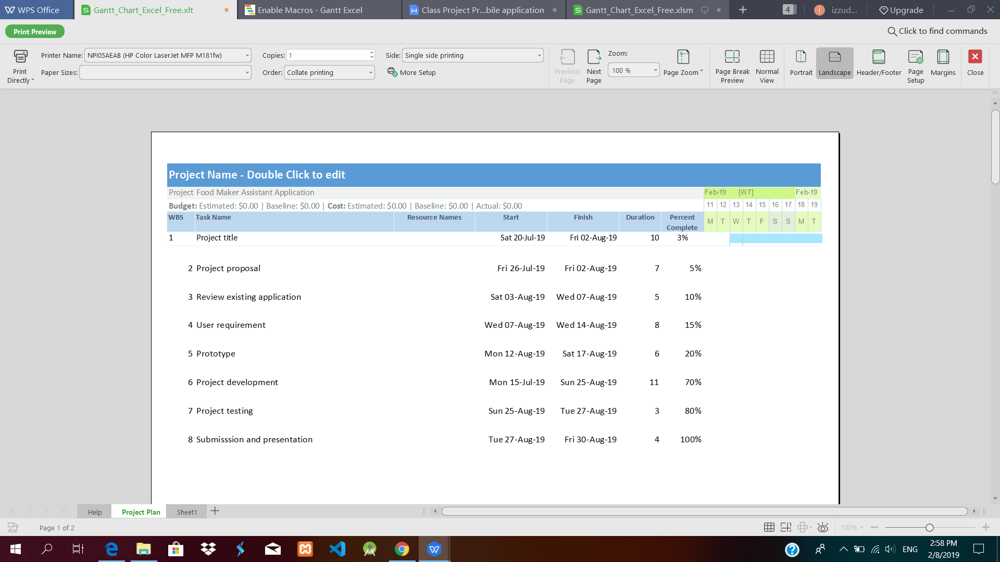 WPS Office
Gantt_Chart_Excel_Free.xlt
Enable Macros - Gantt Excel
Class Project Pr...bile application
Gantt_Chart_Excel_Free.xlsm
4
I
izzud...
Upgrade
Print Preview
Click to find commands
Print Directly
Printer Name: NPI05AEAB (HP Color LaserJet MFP M181fw)
Copies: 1
Side: Single side printing
Paper Sizes:
Order: Collate printing
More Setup
Previous Page
Next Page
Zoom:
100 %
Page Zoom
Page Break Preview
Normal View
Portrait
Landscape
Header/Footer
Page Setup
Margins
Close
Project Name - Double Click to edit
Project Food Maker Assistant Application
Feb-19 [W7] Feb-19
Budget: Estimated: $0.00 | Baseline: $0.00 | Cost: Estimated: $0.00 | Baseline: $0.00 | Actual: $0.00
11 12 13 14 15 16 17 18 19
WBS Task Name Resource Names Start Finish Duration Percent Complete M T W T F S S M T
1 Project title Sat 20-Jul-19 Fri 02-Aug-19 10 3%
2 Project proposal Fri 26-Jul-19 Fri 02-Aug-19 7 5%
3 Review existing application Sat 03-Aug-19 Wed 07-Aug-19 5 10%
4 User requirement Wed 07-Aug-19 Wed 14-Aug-19 8 15%
5 Prototype Mon 12-Aug-19 Sat 17-Aug-19 6 20%
6 Project development Mon 15-Jul-19 Sun 25-Aug-19 11 70%
7 Project testing Sun 25-Aug-19 Tue 27-Aug-19 3 80%
8 Submisssion and presentation Tue 27-Aug-19 Fri 30-Aug-19 4 100%
Help
Project Plan
Sheet1
Page 1 of 2
100%
ENG
2:58 PM
2/8/2019